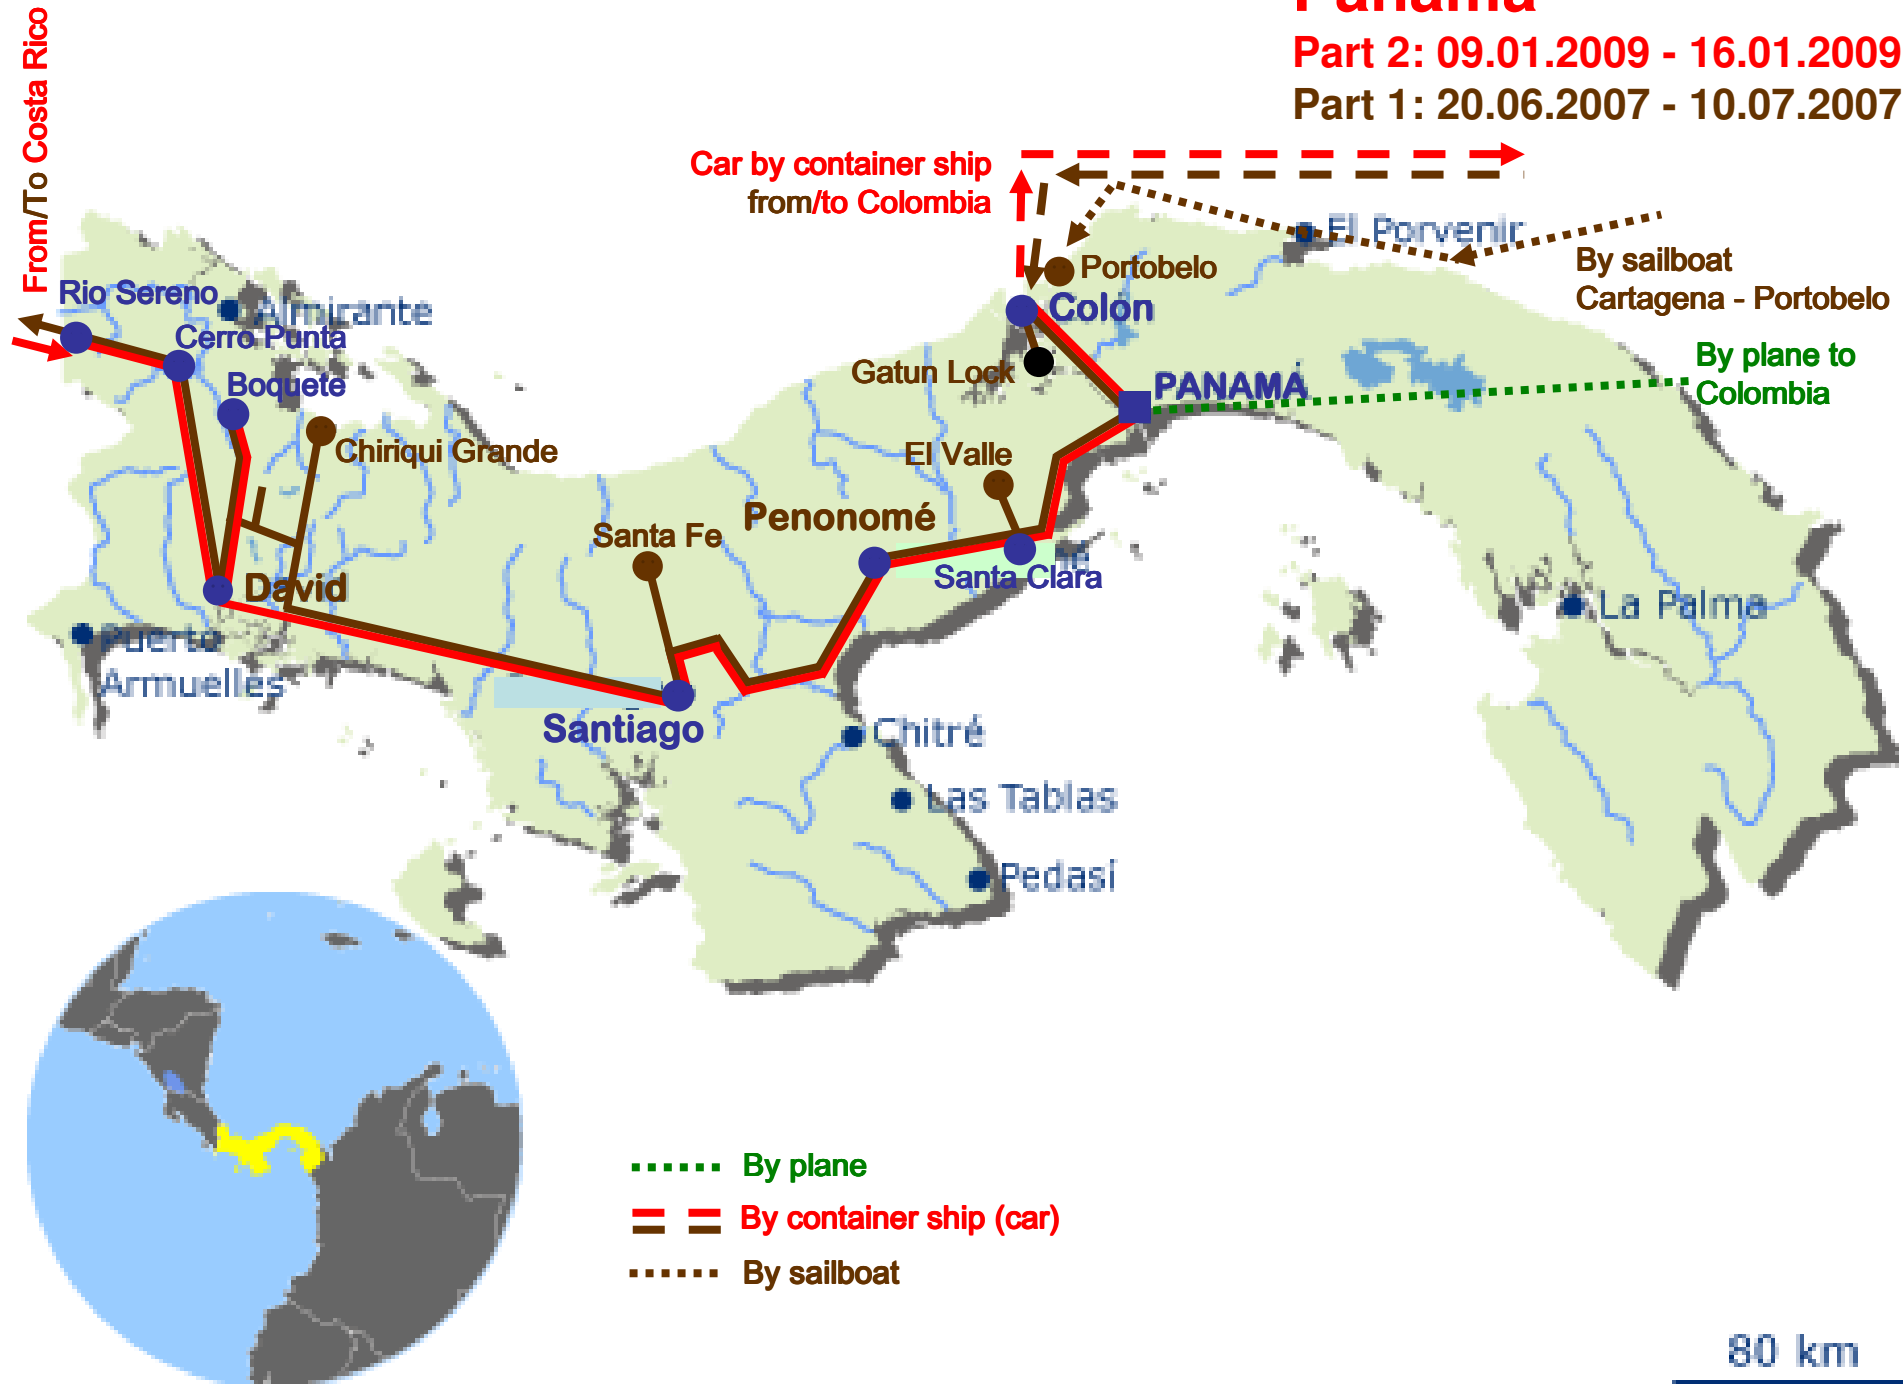 Panama
Part 2: 09.01.2009 - 16.01.2009
Part 1: 20.06.2007 - 10.07.2007
From/To Costa Rico
Car by container ship
from/to Colombia
El Porvenir
By sailboat
Cartagena - Portobelo
Portobelo
Rio Sereno
Almirante
Colón
Cerro Punta
By plane to
Colombia
Boquete
Gatun Lock
PANAMA
Chiriqui Grande
El Valle
Penonomé
Santa Fe
Santa Clara
David
La Palma
Puerto
Armuelles
Santiago
Chitré
Las Tablas
Pedasí
By plane
By container ship (car)
By sailboat
80 km